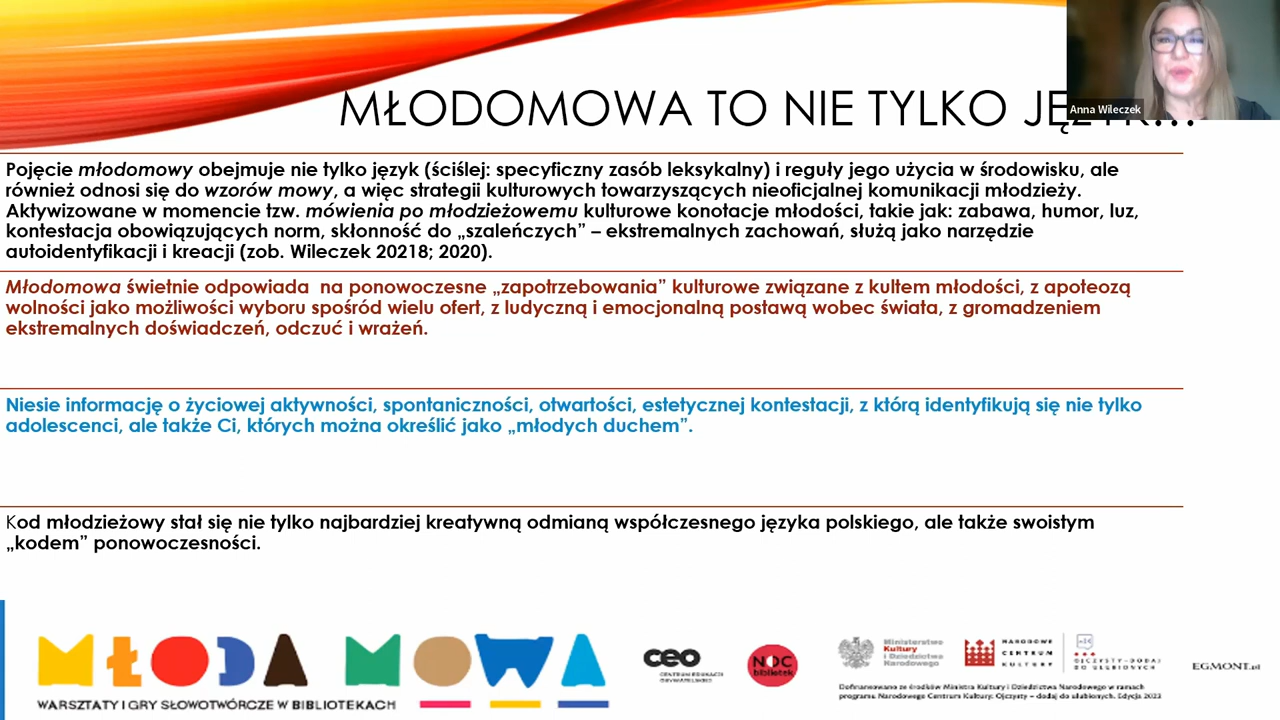 MŁODOMOWA TO NIE TYLKO JĘZYK...
Anna Wileczek
Pojęcie młodomowy obejmuje nie tylko język (ściślej: specyficzny zasób leksykalny) i reguły jego użycia w środowisku, ale
również odnosi się do wzorów mowy, a więc strategii kulturowych towarzyszących nieoficjalnej komunikacji młodzieży.
Aktywizowane w momencie tzw. mówienia po młodzieżowemu kulturowe konotacje młodości, takie jak: zabawa, humor, luz,
kontestacja obowiązujących norm, skłonność do „szaleńczych” – ekstremalnych zachowań, służą jako narzędzie
autoidentyfikacji i kreacji (zob. Wileczek 20218; 2020).
Młodomowa świetnie odpowiada na ponowoczesne „zapotrzebowania” kulturowe związane z kultem młodości, z apoteozą
wolności jako możliwości wyboru spośród wielu ofert, z ludyczną i emocjonalną postawą wobec świata, z gromadzeniem
ekstremalnych doświadczeń, odczuć i wrażeń.
Niesie informację o życiowej aktywności, spontaniczności, otwartości, estetycznej kontestacji, z którą identyfikują się nie tylko
adolescenci, ale także Ci, których można określić jako „młodych duchem”.
Kod młodzieżowy stał się nie tylko najbardziej kreatywną odmianą współczesnego języka polskiego, ale także swoistym
„kodem” ponowoczesności.
MŁODA MOWA
WARSZTATY I GRY SŁOWOTWÓRCZE W BIBLIOTEKACH
ceo
CENTRUM EDUKACJI
OBYWATELSKIEJ
NOC
bibliotek
Ministerstwo
Kultury
i Dziedzictwa
Narodowego
NARODOWE
CENTRUM
KULTURY
OJCZYSTY–DODAJ
DO ULUBIONYCH
EGMONT.pl
Dofinansowano ze środków Ministra Kultury i Dziedzictwa Narodowego w ramach
programu Narodowego Centrum Kultury: Ojczysty – dodaj do ulubionych. Edycja 2023